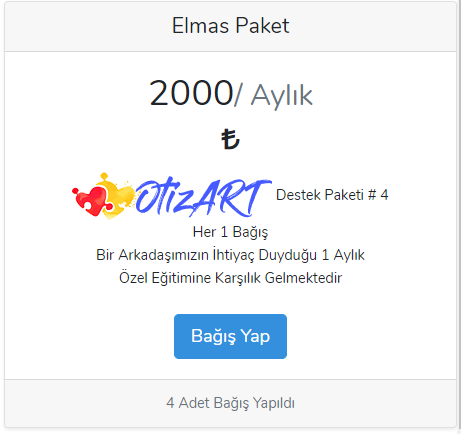 Elmas Paket
2000/ Aylık
₺
OtizART Destek Paketi # 4
Her 1 Bağış
Bir Arkadaşımızın İhtiyaç Duyduğu 1 Aylık
Özel Eğitimine Karşılık Gelmektedir
Bağış Yap
4 Adet Bağış Yapıldı